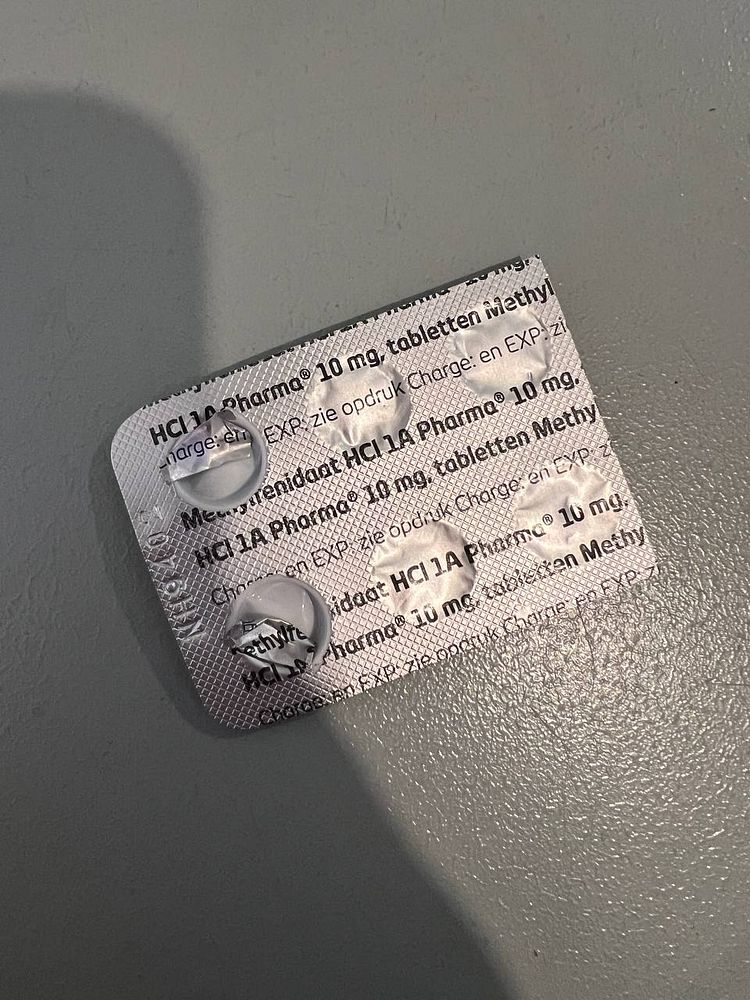 10 mg,
HCl 1A Pharma® 10 mg, tabletten Methyl
Charge: en EXP: zie opdruk Charge: en EXP: zi
Methylfenidaat HCl 1A Pharma® 10 mg,
HCl 1A Pharma® 10 mg, tabletten Methy
Charge: en EXP: zie opdruk Charge: en EXP: z
idaat HCl 1A Pharma® 10 mg,
HCl 1A Pharma® 10 mg, tabletten Methy
Charge: en EXP: zie opdruk Charge: en EXP: z